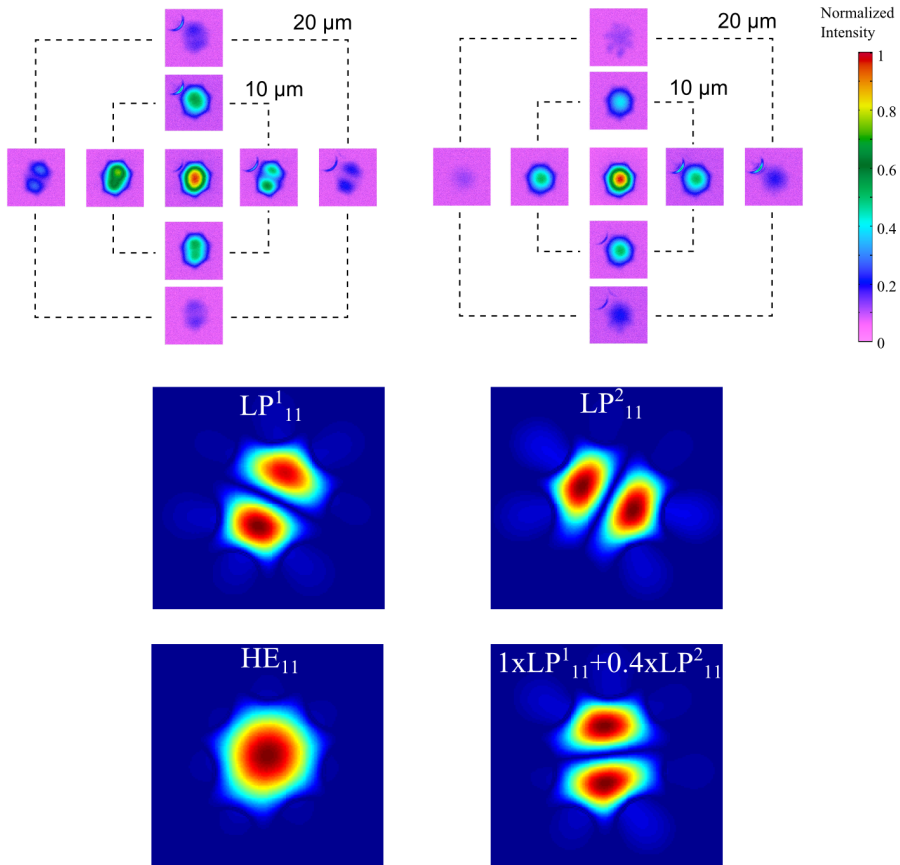 20 µm
10 µm
20 µm
10 µm
Normalized
Intensity
1
0.8
0.6
0.4
0.2
0
LP¹₁₁
LP²₁₁
HE₁₁
1xLP¹₁₁+0.4xLP²₁₁